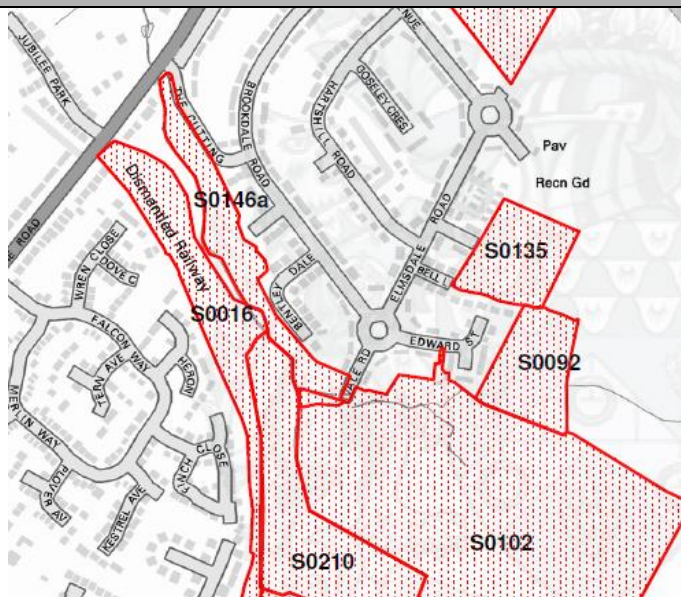 JUBILEE PARK
ENUE
THE CUTTING
BROOKDALE ROAD
GOSELEY CRES
HARTSHILL ROAD
Pav
Recn Gd
S0146a
Dismantled Railway
ROAD
ELMSDALE ROAD
S0135
WREN CLOSE
DOVE C
BELL L
BENTLEY DALE
S0016
FALCON WAY
TERN AVE
HERON
EDWARD ST
S0092
DALE RD
MERLIN WAY
FINCH CLOSE
PLOVER AV
KESTREL AVE
S0210
S0102